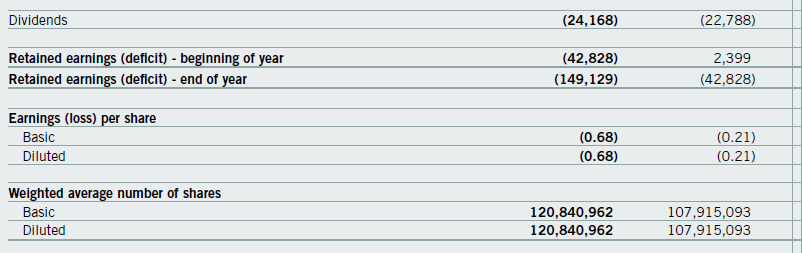 Dividends (24,168) (22,788)
Retained earnings (deficit) - beginning of year (42,828) 2,399
Retained earnings (deficit) - end of year (149,129) (42,828)
Earnings (loss) per share
Basic (0.68) (0.21)
Diluted (0.68) (0.21)
Weighted average number of shares
Basic 120,840,962 107,915,093
Diluted 120,840,962 107,915,093